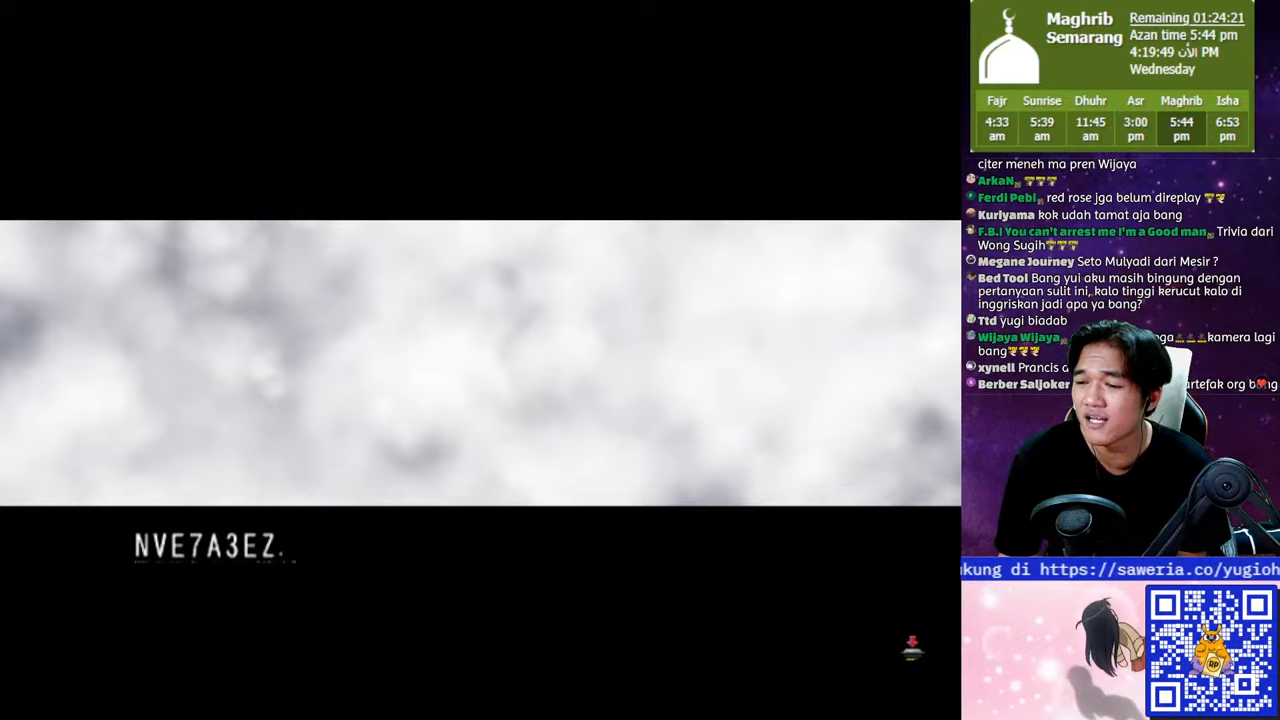 Maghrib
Semarang
Remaining 01:24:21
Azan time 5:44 pm
4:19:49 الأن PM
Wednesday
Fajr Sunrise Dhuhr Asr Maghrib Isha
4:33 am 5:39 am 11:45 am 3:00 pm 5:44 pm 6:53 pm
cjter meneh ma pren Wijaya
ArkaN
Ferdi Pebi red rose jga belum direplay
Kuriyama kok udah tamat aja bang
F.B.I You can't arrest me I'm a Good man Trivia dari
Wong Sugih
Megane Journey Seto Mulyadi dari Mesir ?
Bed Tool Bang yui aku masih bingung dengan
pertanyaan sulit ini, kalo tinggi kerucut kalo di
inggriskan jadi apa ya bang?
Ttd yugi biadab
Wijaya Wijaya kamera lagi
bang
xynell Prancis
Berber Saljoker artefak org bang
NVE7A3EZ.
kung di https://saweria.co/yugioh
RP